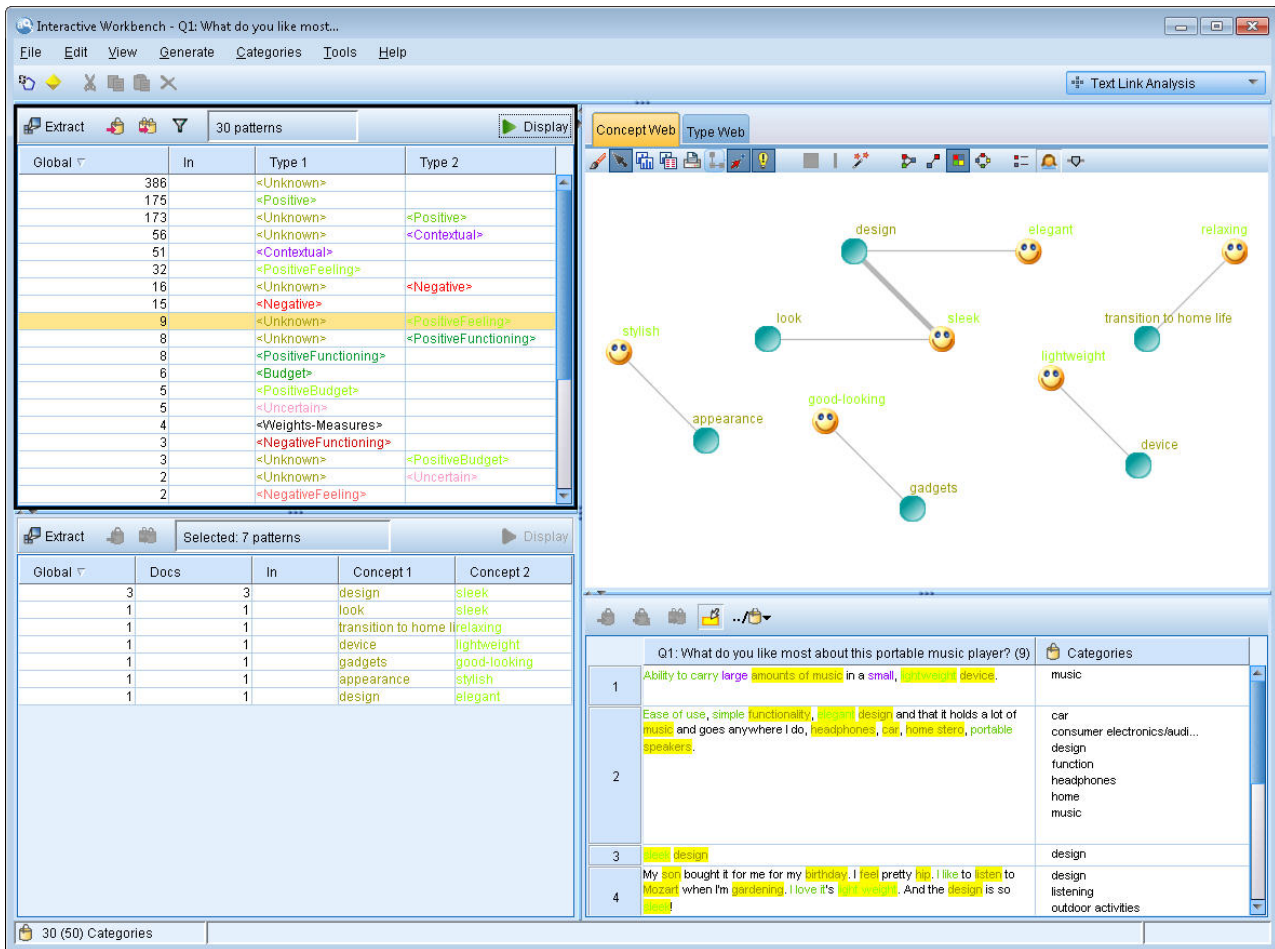 Interactive Workbench - Q1: What do you like most...
File Edit View Generate Categories Tools Help
Text Link Analysis
Extract 30 patterns Display
Global In Type 1 Type 2
386 <Unknown>
175 <Positive>
173 <Unknown> <Positive>
56 <Unknown> <Contextual>
51 <Contextual>
32 <PositiveFeeling>
16 <Unknown> <Negative>
15 <Negative>
9 <Unknown> <PositiveFeeling>
8 <Unknown> <PositiveFunctioning>
8 <PositiveFunctioning>
6 <Budget>
5 <PositiveBudget>
5 <Uncertain>
4 <Weights-Measures>
3 <NegativeFunctioning>
3 <Unknown> <PositiveBudget>
2 <Unknown> <Uncertain>
2 <NegativeFeeling>
Extract Selected: 7 patterns Display
Global Docs In Concept 1 Concept 2
3 3 design sleek
1 1 look sleek
1 1 transition to home li relaxing
1 1 device lightweight
1 1 gadgets good-looking
1 1 appearance stylish
1 1 design elegant
Concept Web Type Web
design elegant relaxing
look sleek transition to home life
stylish lightweight
good-looking
appearance
device
gadgets
../
Q1: What do you like most about this portable music player? (9) Categories
1 Ability to carry large amounts of music in a small, lightweight device. music
2 Ease of use, simple functionality, elegant design and that it holds a lot of
music and goes anywhere I do, headphones, car, home stero, portable
speakers.
car
consumer electronics/audi...
design
function
headphones
home
music
3 sleek design design
4 My son bought it for me for my birthday. I feel pretty hip. I like to listen to
Mozart when I'm gardening. I love it's light weight. And the design is so
sleek!
design
listening
outdoor activities
30 (50) Categories